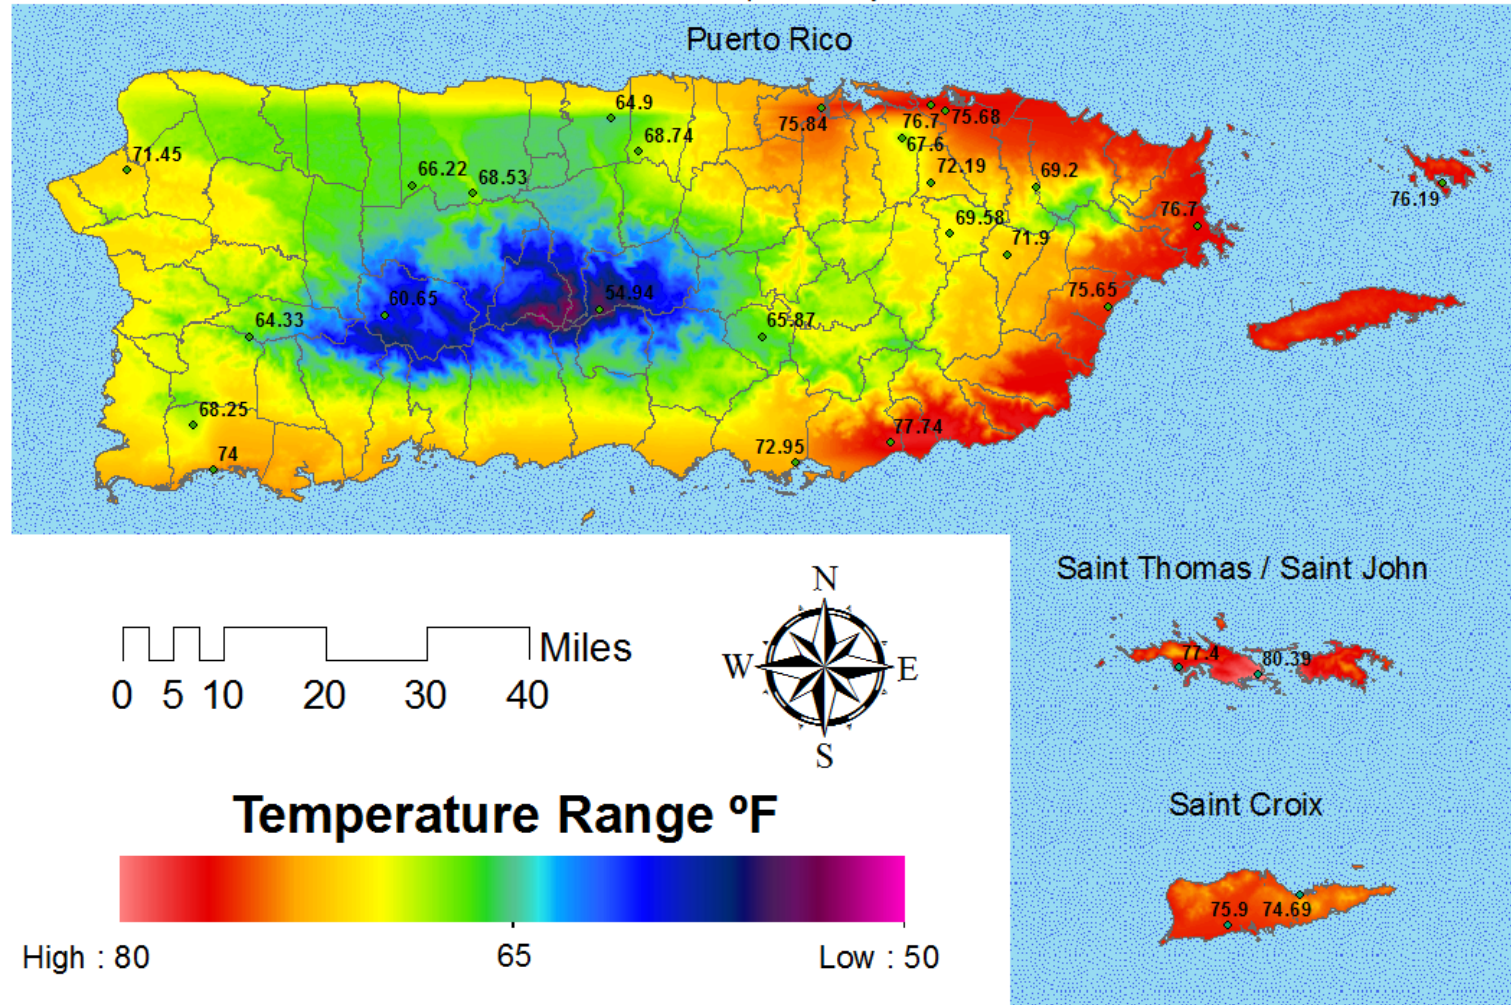 Puerto Rico
64.9
75.84
76.7
75.68
68.74
67.6
71.45
66.22
68.53
72.19
69.2
76.19
69.58
76.7
71.9
60.65
54.94
75.65
64.33
65.87
68.25
77.74
74
72.95
Saint Thomas / Saint John
N
Miles
W
E
77.4
80.39
0 5 10 20 30 40
S
Temperature Range ºF
Saint Croix
75.9 74.69
High : 80
65
Low : 50